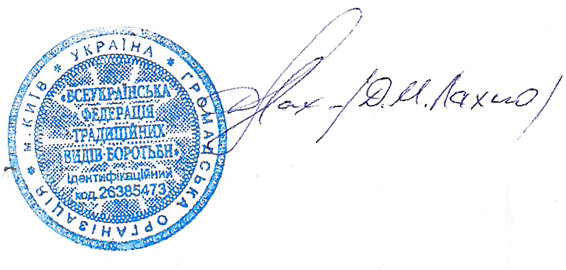 * УКРАЇНА * ГРОМАДСЬКА ОРГАНІЗАЦІЯ * м. КИЇВ
«ВСЕУКРАЇНСЬКА
ФЕДЕРАЦІЯ
ТРАДИЦІЙНИХ
ВИДІВ БОРОТЬБИ»
Ідентифікаційний
код 26385473
/Д.М.Лахно/